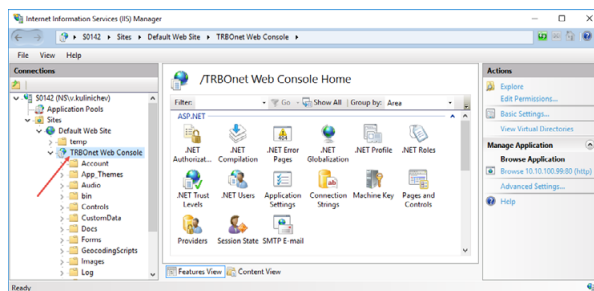 Internet Information Services (IIS) Manager
S0142 ▸ Sites ▸ Default Web Site ▸ TRBOnet Web Console ▸
File View Help
Connections
S0142 (NS\v.kulinichev)
Application Pools
Sites
Default Web Site
temp
TRBOnet Web Console
Account
App_Themes
Audio
bin
Controls
CustomData
Docs
Forms
GeocodingScripts
Images
Log
/TRBOnet Web Console Home
Filter: Go Show All Group by: Area
ASP.NET
.NET Authorizat...
.NET Compilation
.NET Error Pages
.NET Globalization
.NET Profile
.NET Roles
.NET Trust Levels
.NET Users
Application Settings
Connection Strings
Machine Key
Pages and Controls
Providers
Session State
SMTP E-mail
Features View
Content View
Actions
Explore
Edit Permissions...
Basic Settings...
View Virtual Directories
Manage Application
Browse Application
Browse 10.10.100.99:80 (http)
Advanced Settings...
Help
Ready